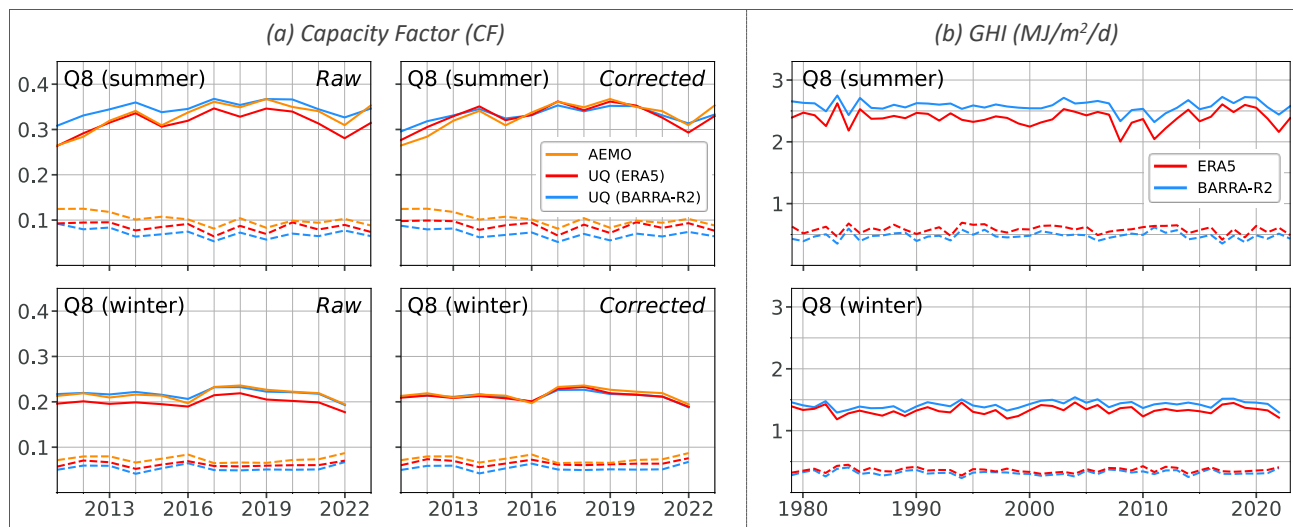 (a) Capacity Factor (CF)
(b) GHI (MJ/m²/d)
Q8 (summer) Raw
0.4
0.3
0.2
0.1
Q8 (summer) Corrected
AEMO
UQ (ERA5)
UQ (BARRA-R2)
Q8 (summer)
3
2
1
ERA5
BARRA-R2
Q8 (winter) Raw
0.4
0.3
0.2
0.1
2013 2016 2019 2022
Q8 (winter) Corrected
2013 2016 2019 2022
Q8 (winter)
3
2
1
1980 1990 2000 2010 2020